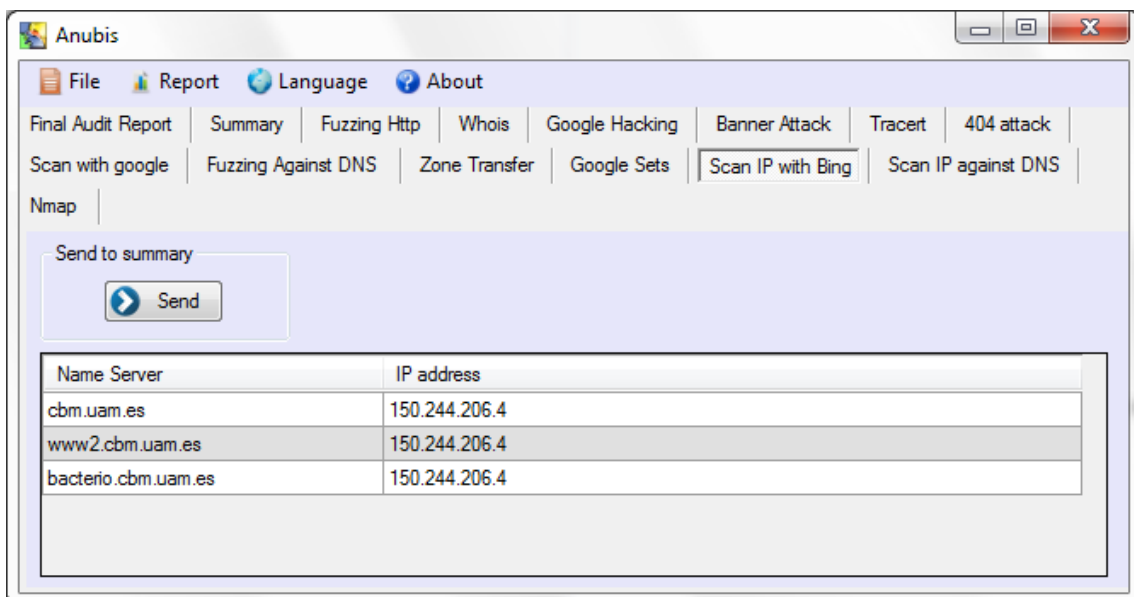 Anubis
File Report Language About
Final Audit Report Summary Fuzzing Http Whois Google Hacking Banner Attack Tracert 404 attack
Scan with google Fuzzing Against DNS Zone Transfer Google Sets Scan IP with Bing Scan IP against DNS
Nmap
Send to summary
Send
Name Server IP address
cbm.uam.es 150.244.206.4
www2.cbm.uam.es 150.244.206.4
bacterio.cbm.uam.es 150.244.206.4